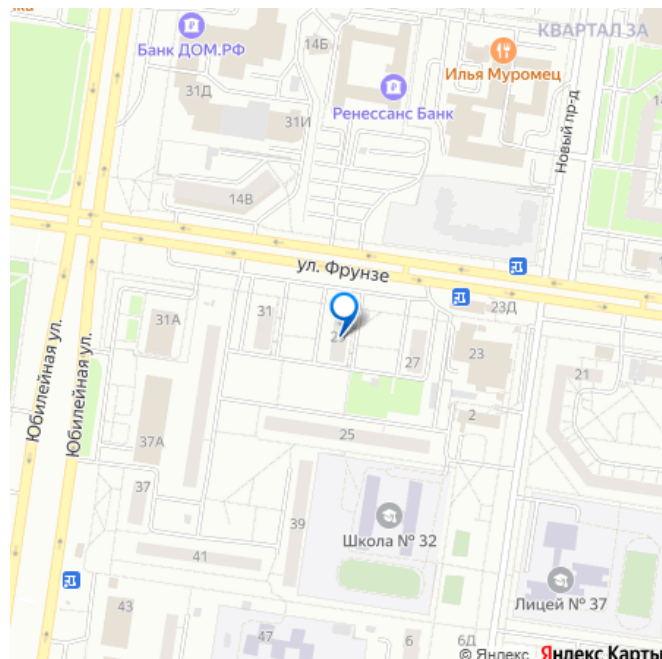 КВАРТАЛ 3А
Банк ДОМ.РФ
14Б
Илья Муромец
31Д
Ренессанс Банк
31И
Новый пр-д
14В
ул. Фрунзе
31А
31
23Д
27
23
21
Юбилейная ул.
Юбилейная ул.
2
25
37А
37
39
Школа № 32
41
Лицей № 37
43
47
6
6Д
© Яндекс Яндекс Карты